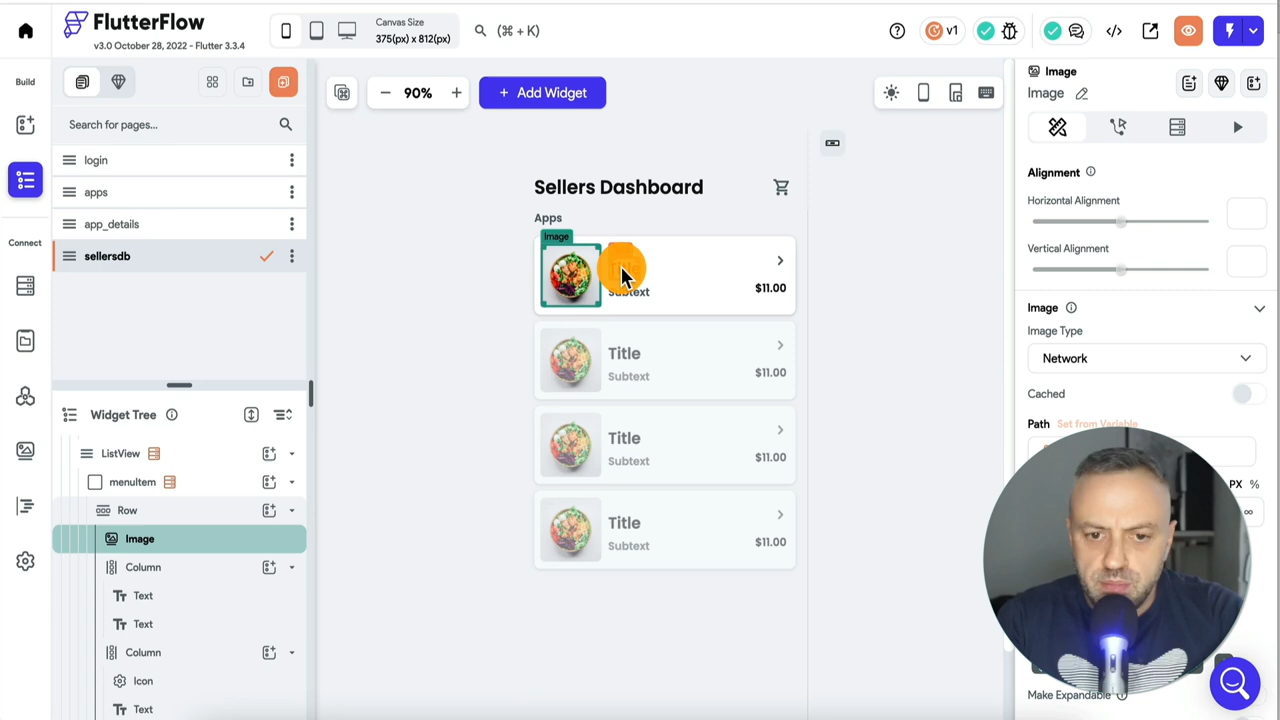 FlutterFlow
v3.0 October 28, 2022 - Flutter 3.3.4
Canvas Size
375(px) x 812(px)
(⌘ + K)
v1
Build
Connect
Search for pages...
login
apps
app_details
sellersdb
Widget Tree
ListView
menuItem
Row
Image
Column
Text
Text
Column
Icon
Text
90%
+ Add Widget
Sellers Dashboard
Apps
Image
Subtext
$11.00
Title
Subtext
$11.00
Title
Subtext
$11.00
Title
Subtext
$11.00
Image
Image
Alignment
Horizontal Alignment
Vertical Alignment
Image
Image Type
Network
Cached
Path Set from Variable
PX %
∞
Make Expandable